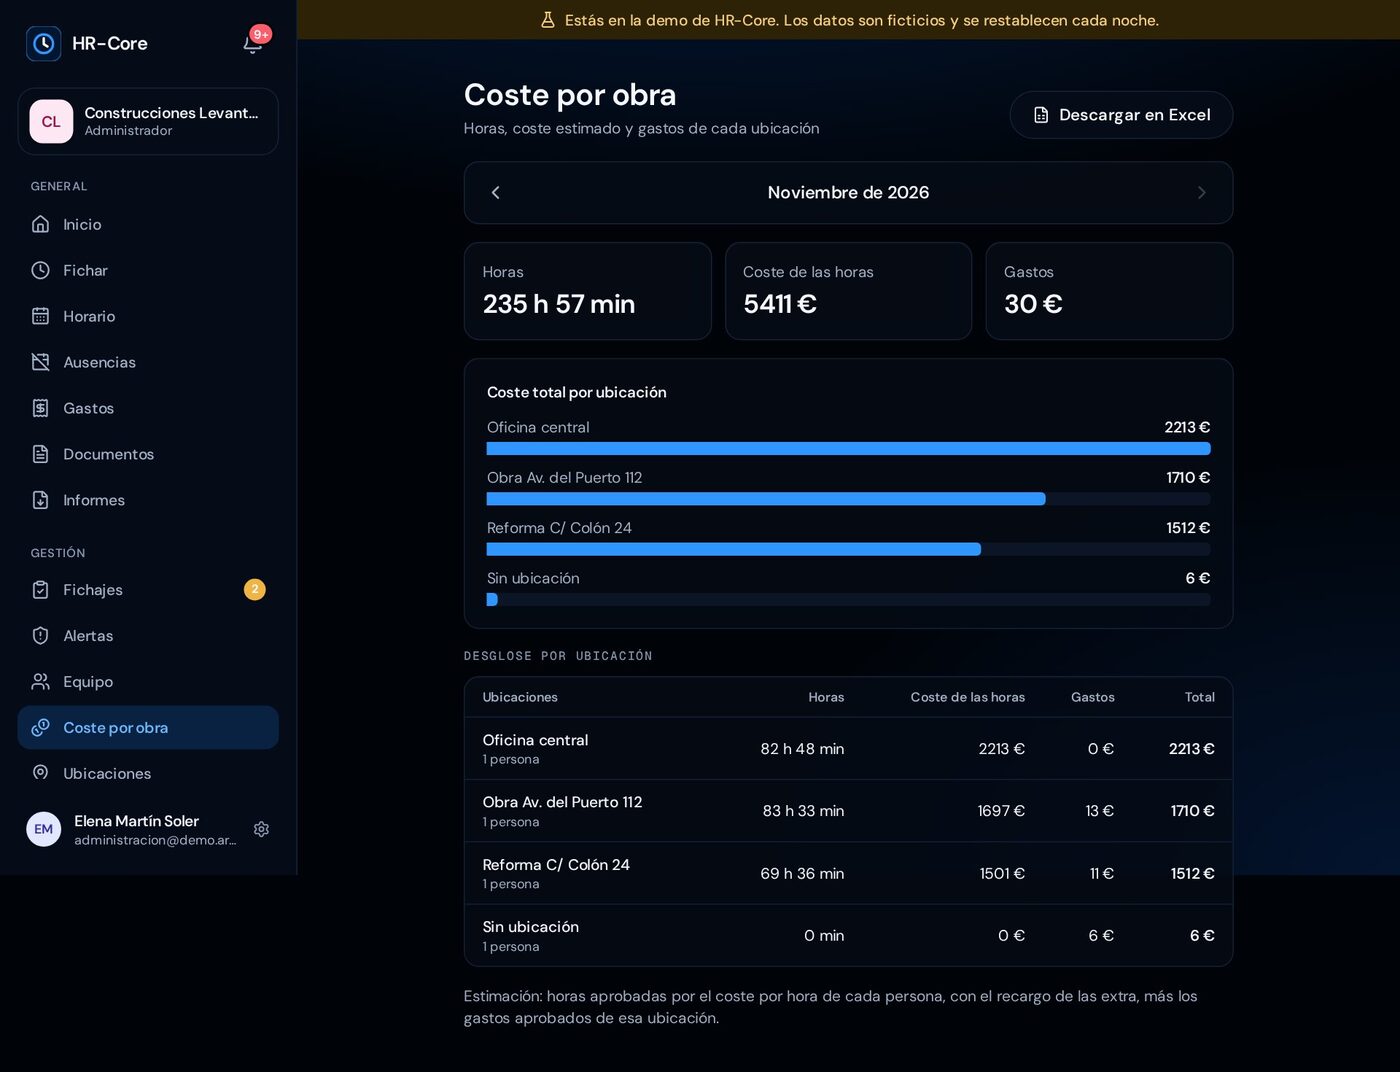 HR-Core
9+
CL
Construcciones Levant...
Administrador
GENERAL
Inicio
Fichar
Horario
Ausencias
Gastos
Documentos
Informes
GESTIÓN
Fichajes
2
Alertas
Equipo
Coste por obra
Ubicaciones
EM
Elena Martín Soler
administracion@demo.ar...
Estás en la demo de HR-Core. Los datos son ficticios y se restablecen cada noche.
Coste por obra
Horas, coste estimado y gastos de cada ubicación
Descargar en Excel
Noviembre de 2026
Horas
235 h 57 min
Coste de las horas
5411 €
Gastos
30 €
Coste total por ubicación
Oficina central 2213 €
Obra Av. del Puerto 112 1710 €
Reforma C/ Colón 24 1512 €
Sin ubicación 6 €
DESGLOSE POR UBICACIÓN
Ubicaciones Horas Coste de las horas Gastos Total
Oficina central
1 persona
82 h 48 min 2213 € 0 € 2213 €
Obra Av. del Puerto 112
1 persona
83 h 33 min 1697 € 13 € 1710 €
Reforma C/ Colón 24
1 persona
69 h 36 min 1501 € 11 € 1512 €
Sin ubicación
1 persona
0 min 0 € 6 € 6 €
Estimación: horas aprobadas por el coste por hora de cada persona, con el recargo de las extra, más los
gastos aprobados de esa ubicación.